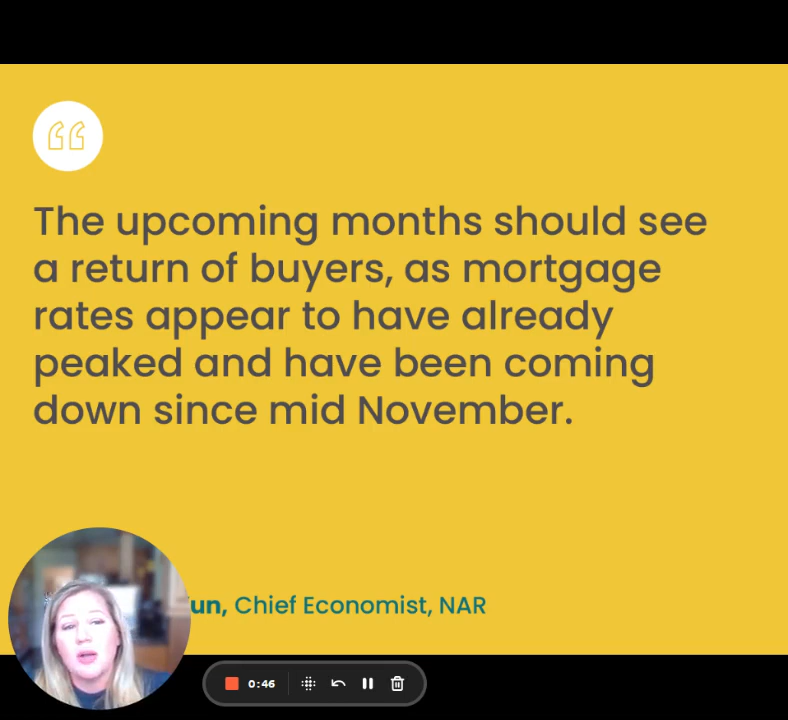 The upcoming months should see
a return of buyers, as mortgage
rates appear to have already
peaked and have been coming
down since mid November.
Chief Economist, NAR
0:46